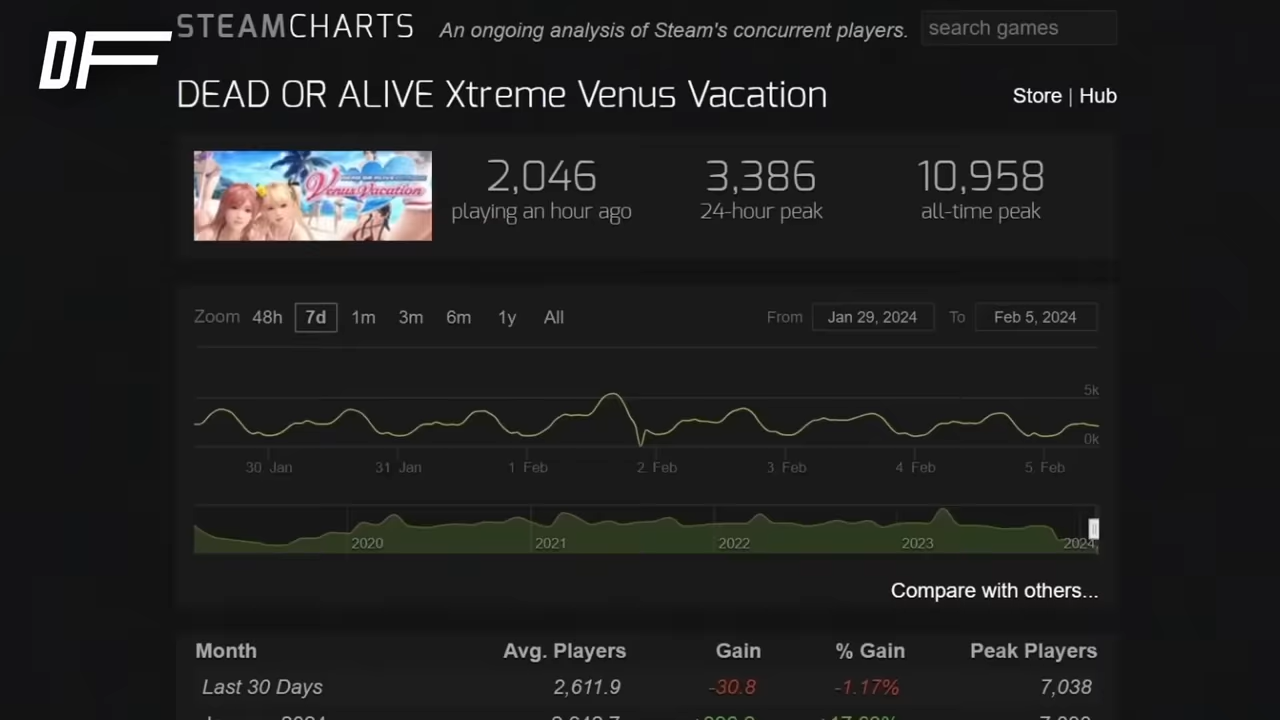 DF
STEAMCHARTS An ongoing analysis of Steam's concurrent players. search games
DEAD OR ALIVE Xtreme Venus Vacation Store | Hub
Venus Vacation
2,046 3,386 10,958
playing an hour ago 24-hour peak all-time peak
Zoom 48h 7d 1m 3m 6m 1y All From Jan 29, 2024 To Feb 5, 2024
5k
0k
30 Jan 31 Jan 1 Feb 2. Feb 3. Feb 4. Feb 5. Feb
2020 2021 2022 2023 2024
Compare with others...
Month Avg. Players Gain % Gain Peak Players
Last 30 Days 2,611.9 -30.8 -1.17% 7,038